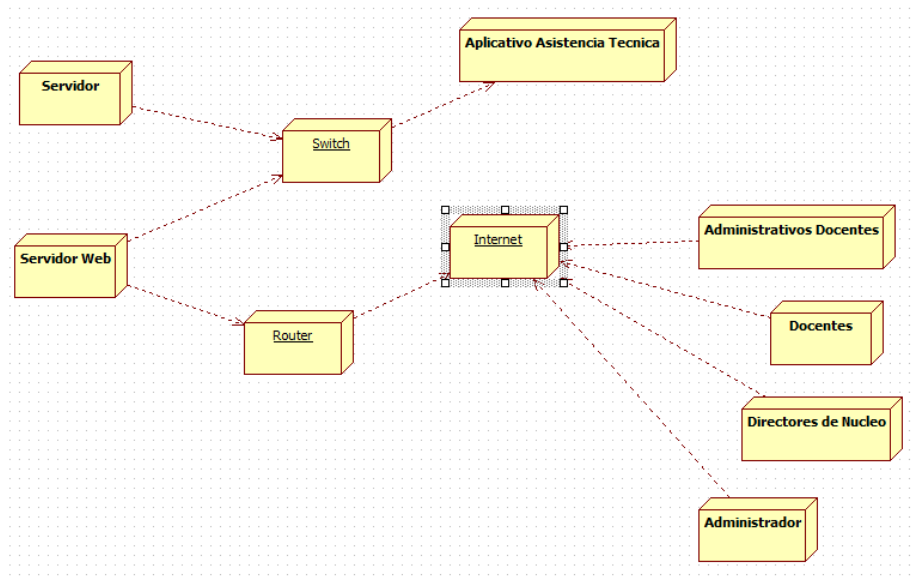 Aplicativo Asistencia Tecnica
Servidor
Switch
Administrativos Docentes
Internet
Servidor Web
Docentes
Router
Directores de Nucleo
Administrador